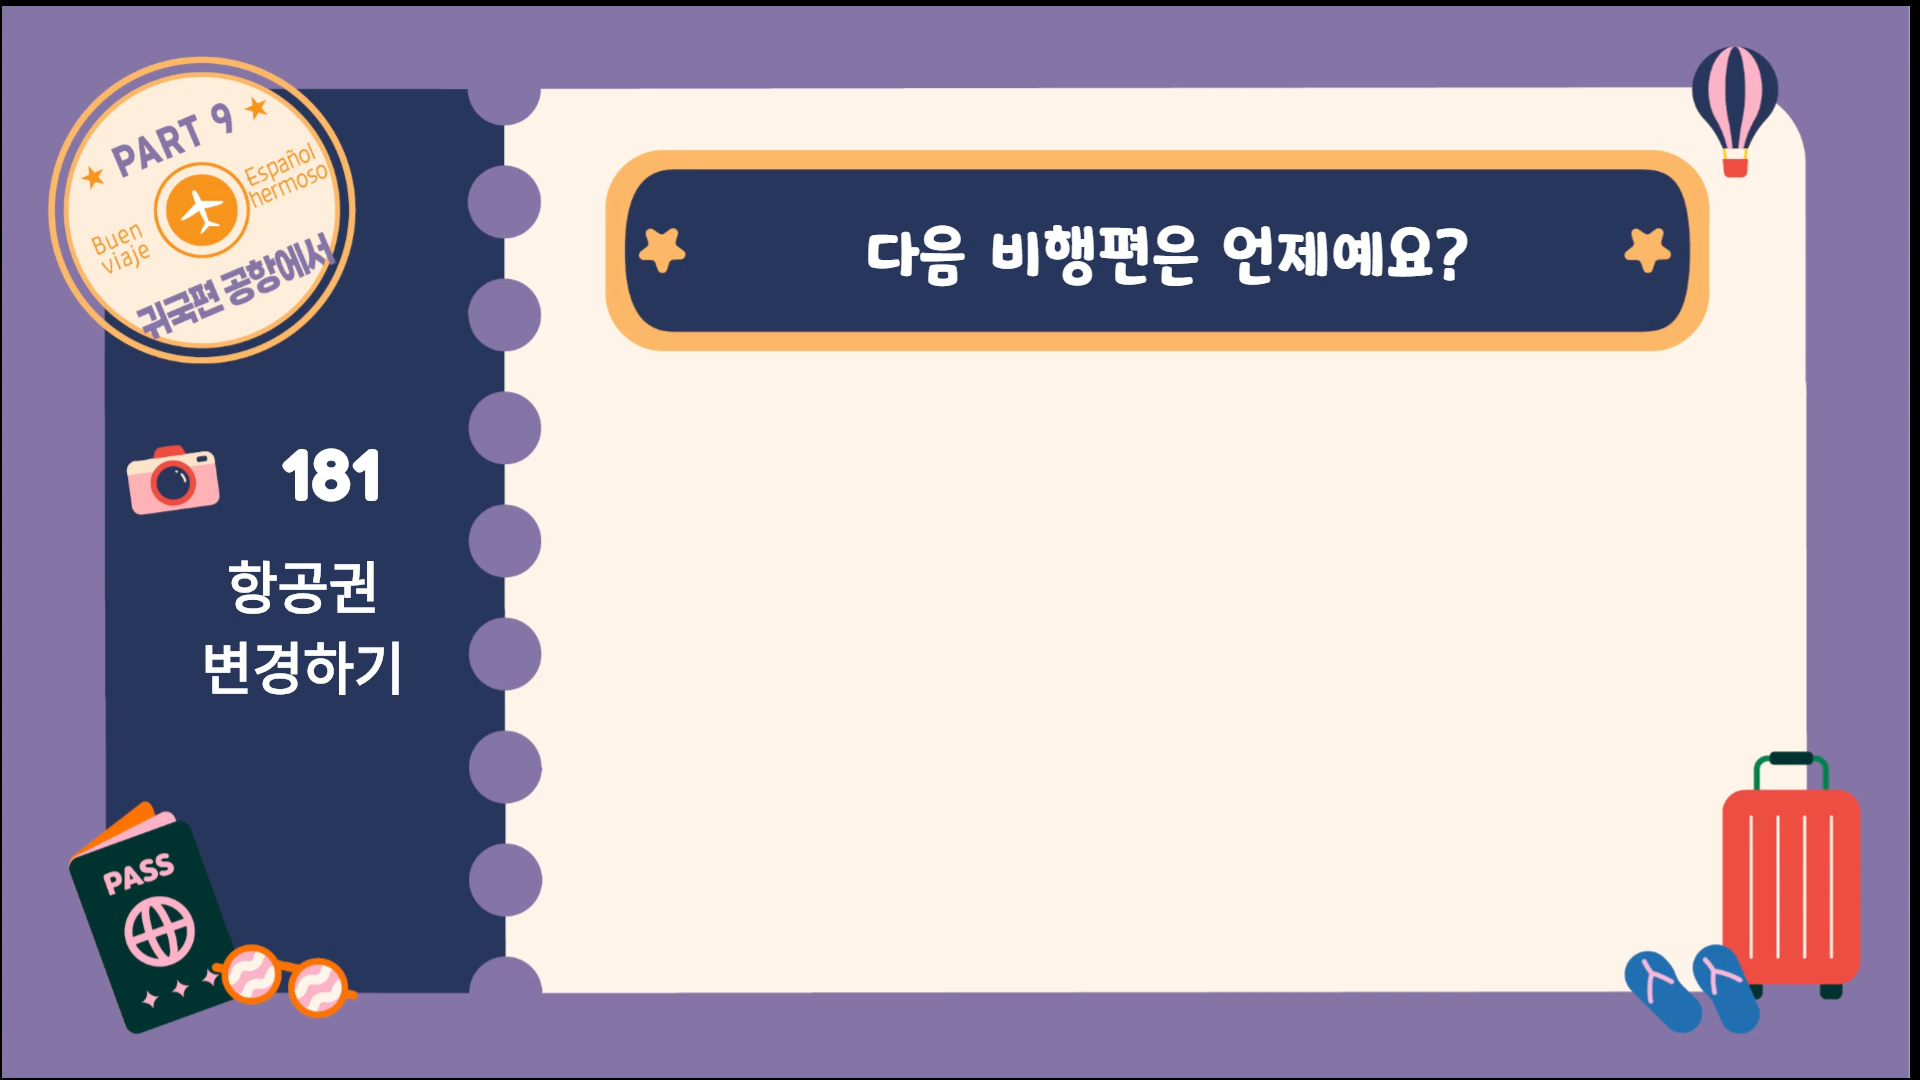 PART 9
Español
hermoso
Buen
viaje
귀국편 공항에서
다음 비행편은 언제예요?
181
항공권
변경하기
PASS